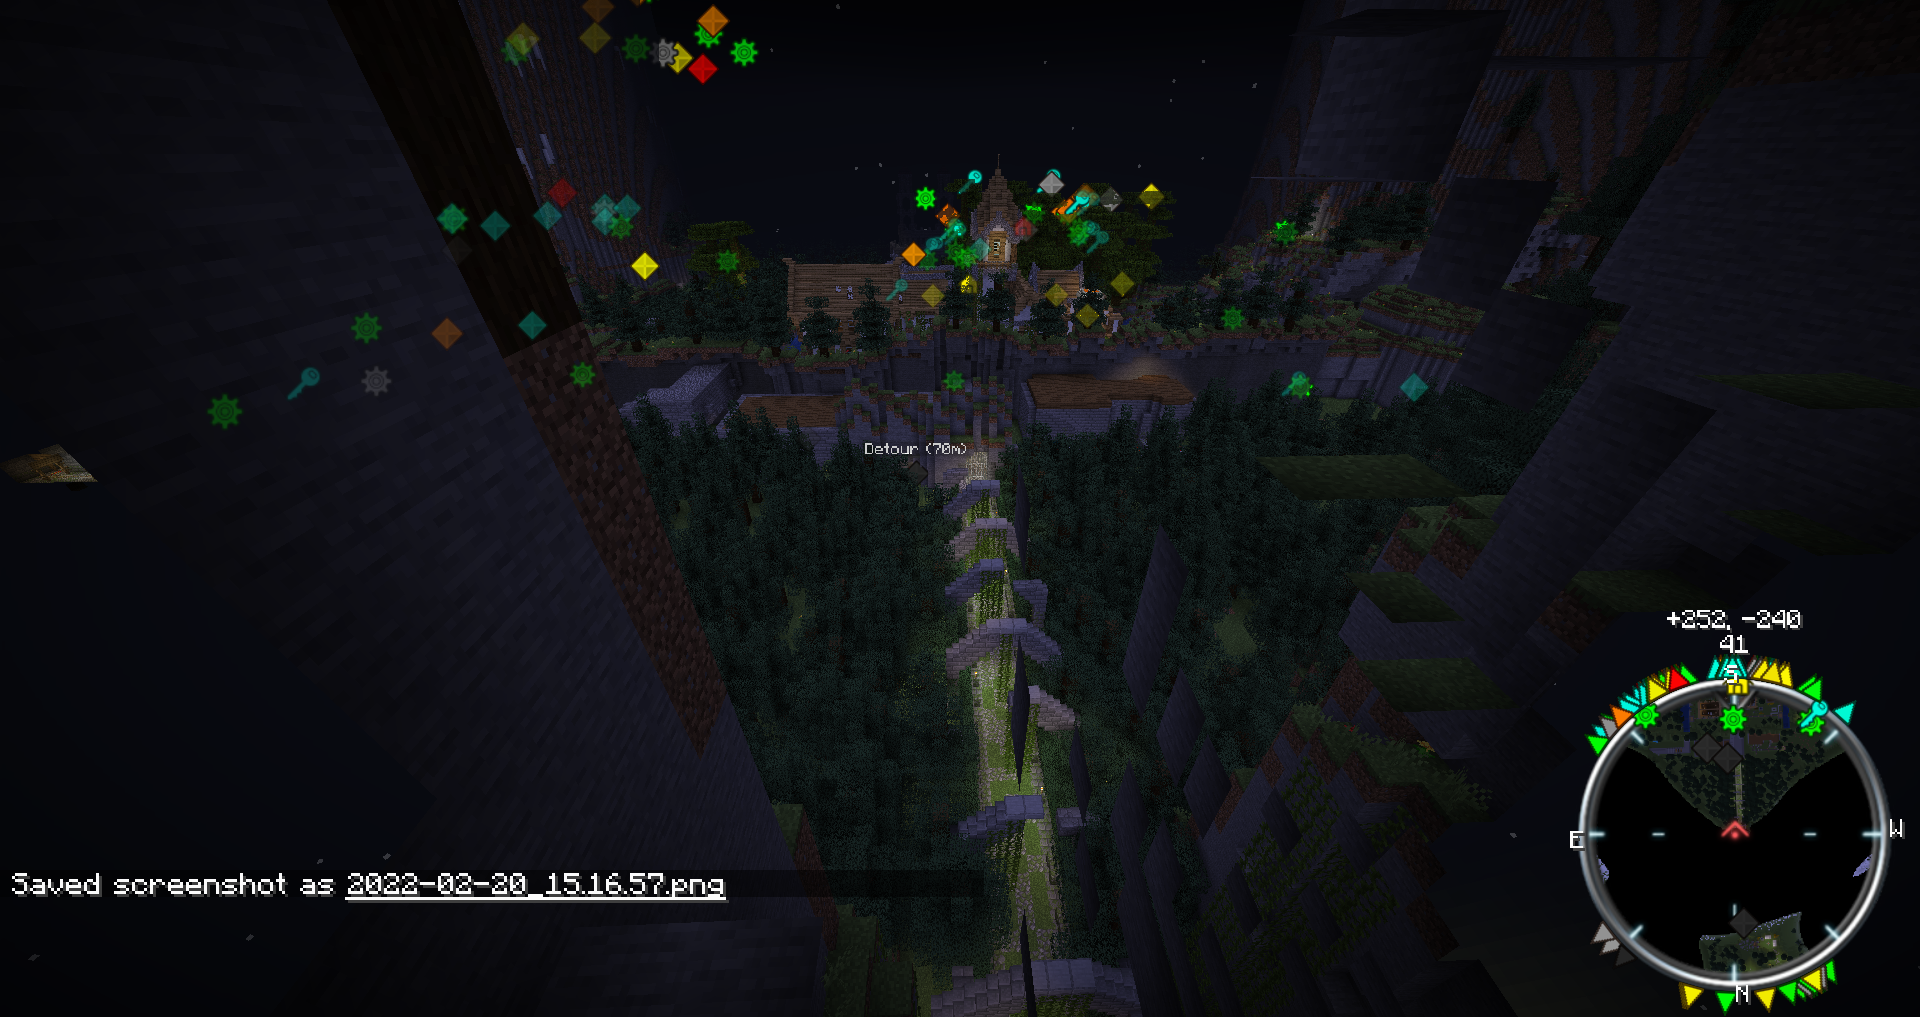 Detour (70m)
+252, -240
41
S
E
W
Saved screenshot as 2022-02-20_15.16.57.png
N